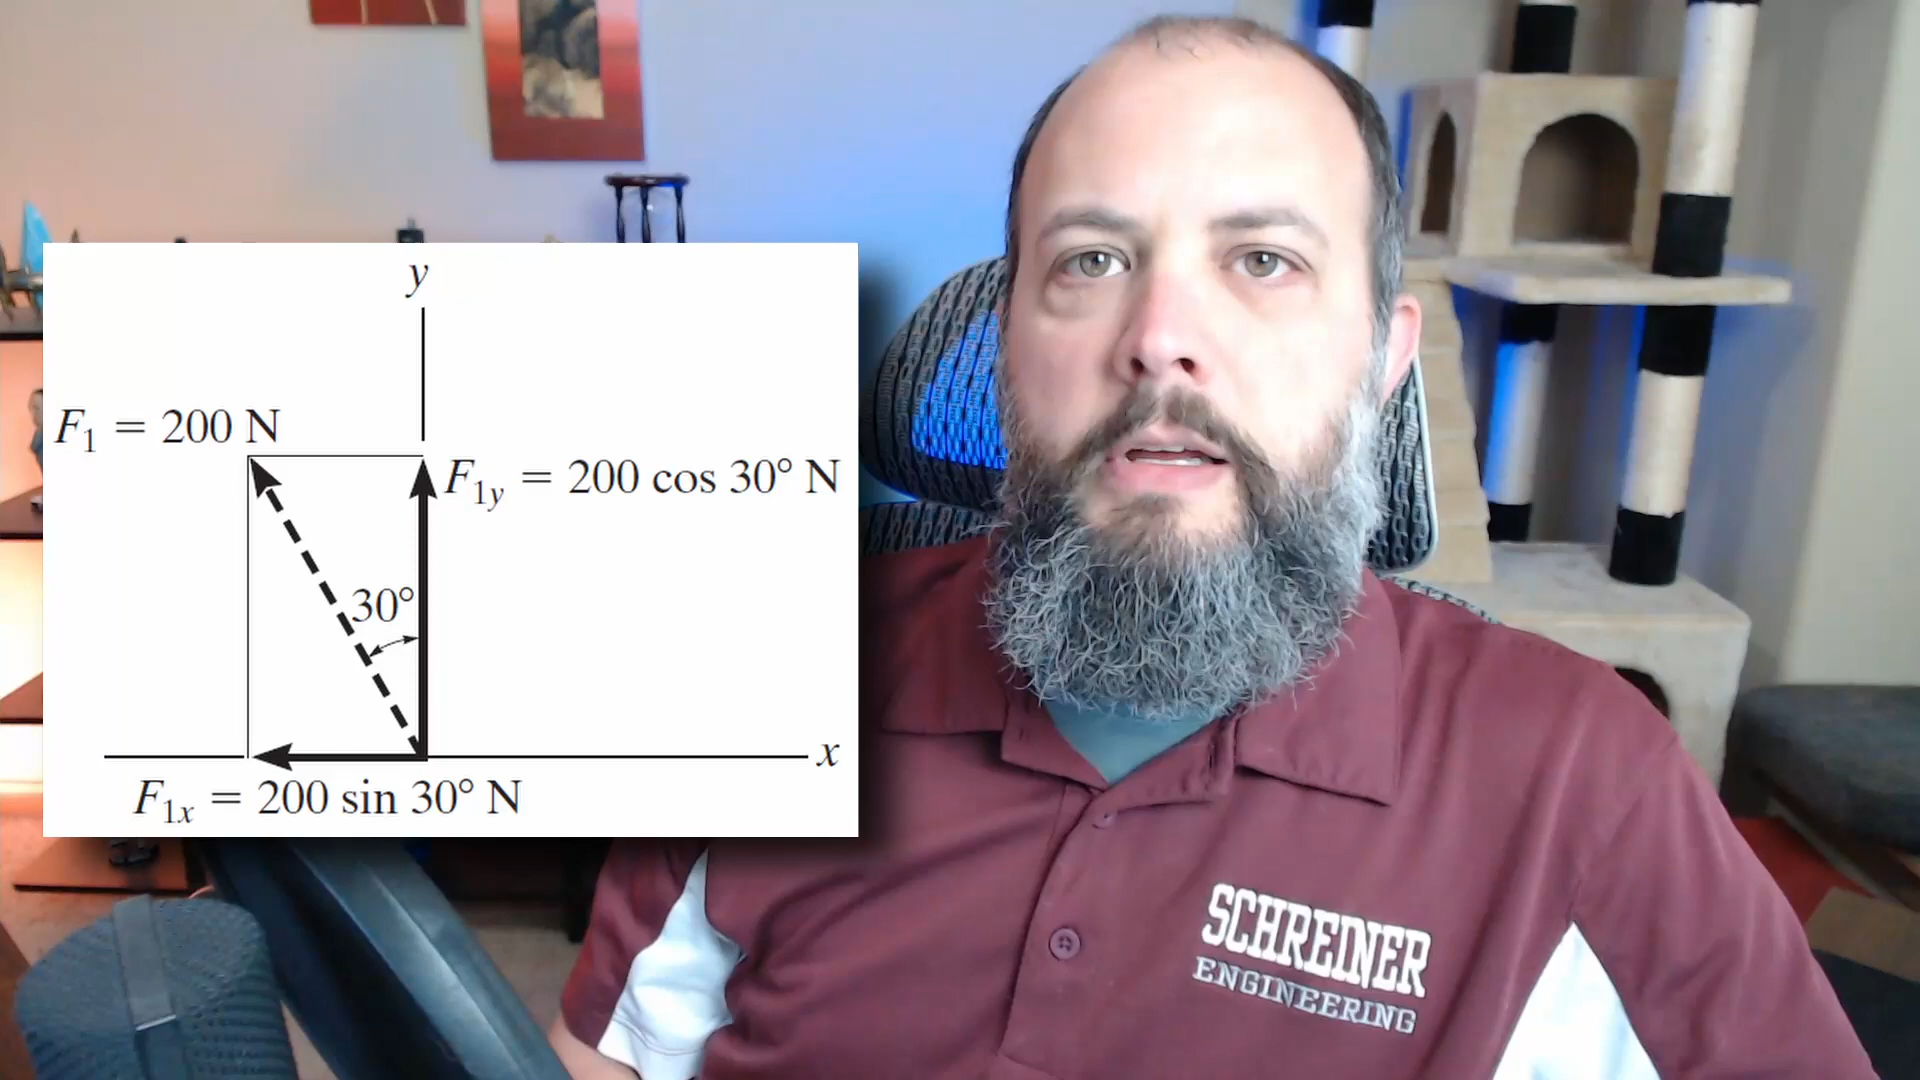 y
F₁ = 200 N
F₁y = 200 cos 30° N
30°
x
F₁x = 200 sin 30° N
SCHREINER
ENGINEERING